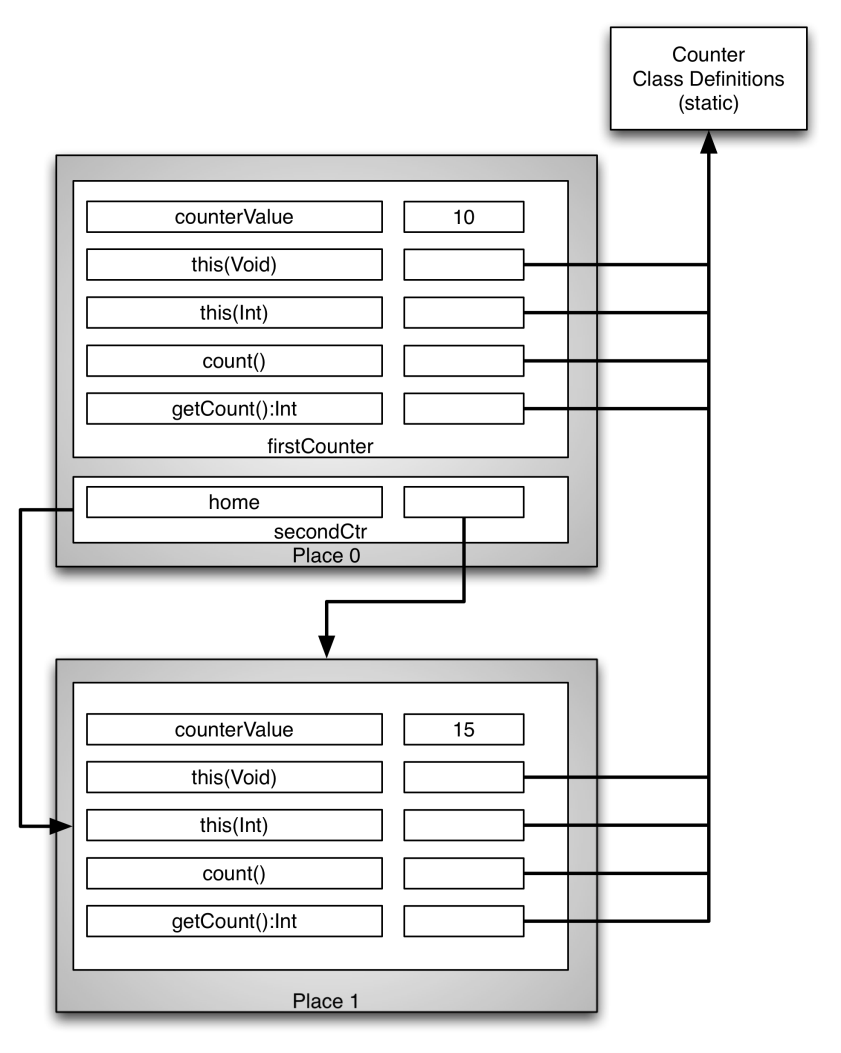 Counter
Class Definitions
(static)
counterValue 10
this(Void)
this(Int)
count()
getCount():Int
firstCounter
home
secondCtr
Place 0
counterValue 15
this(Void)
this(Int)
count()
getCount():Int
Place 1